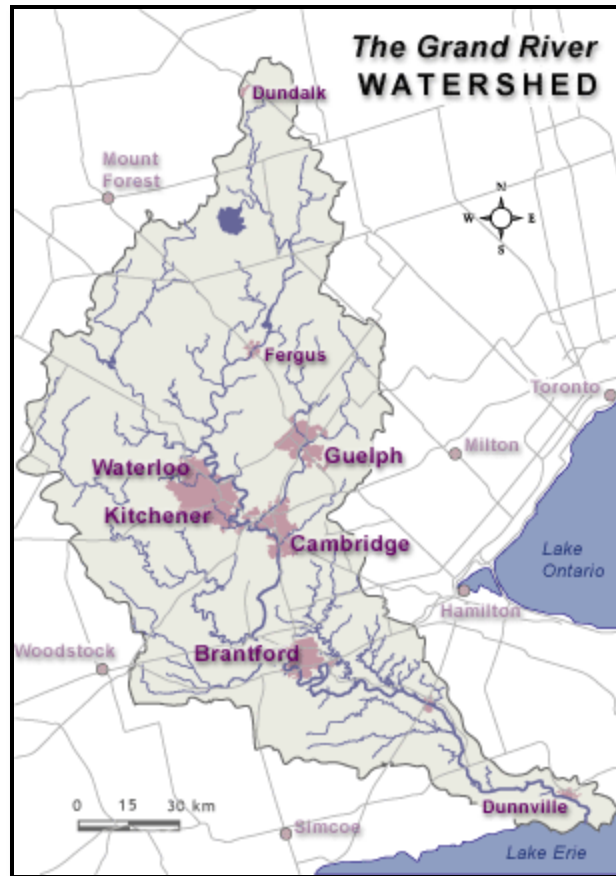 The Grand River
WATERSHED
Dundalk
Mount
Forest
N
W
E
S
Fergus
Toronto
Guelph
Milton
Waterloo
Kitchener
Cambridge
Lake
Ontario
Hamilton
Woodstock
Brantford
0 15 30 km
Dunnville
Simcoe
Lake Erie